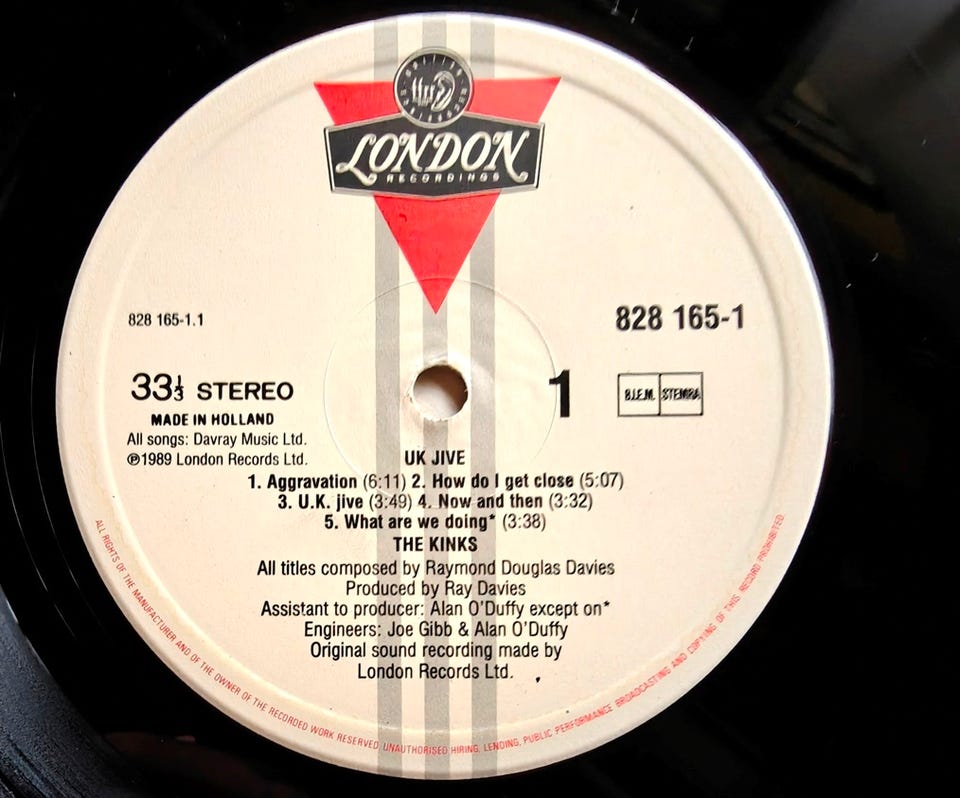 LONDON
RECORDINGS
828 165-1.1
828 165-1
33⅓ STEREO
1
B.I.E.M. STEMRA
MADE IN HOLLAND
All songs: Davray Music Ltd.
℗1989 London Records Ltd.
UK JIVE
1. Aggravation (6:11) 2. How do I get close (5:07)
3. U.K. jive (3:49) 4. Now and then (3:32)
5. What are we doing* (3:38)
THE KINKS
All titles composed by Raymond Douglas Davies
Produced by Ray Davies
Assistant to producer: Alan O'Duffy except on*
Engineers: Joe Gibb & Alan O'Duffy
Original sound recording made by
London Records Ltd.
ALL RIGHTS OF THE MANUFACTURER AND OF THE OWNER OF THE RECORDED WORK RESERVED UNAUTHORISED HIRING, LENDING, PUBLIC PERFORMANCE BROADCASTING AND COPYING OF THIS RECORD PROHIBITED